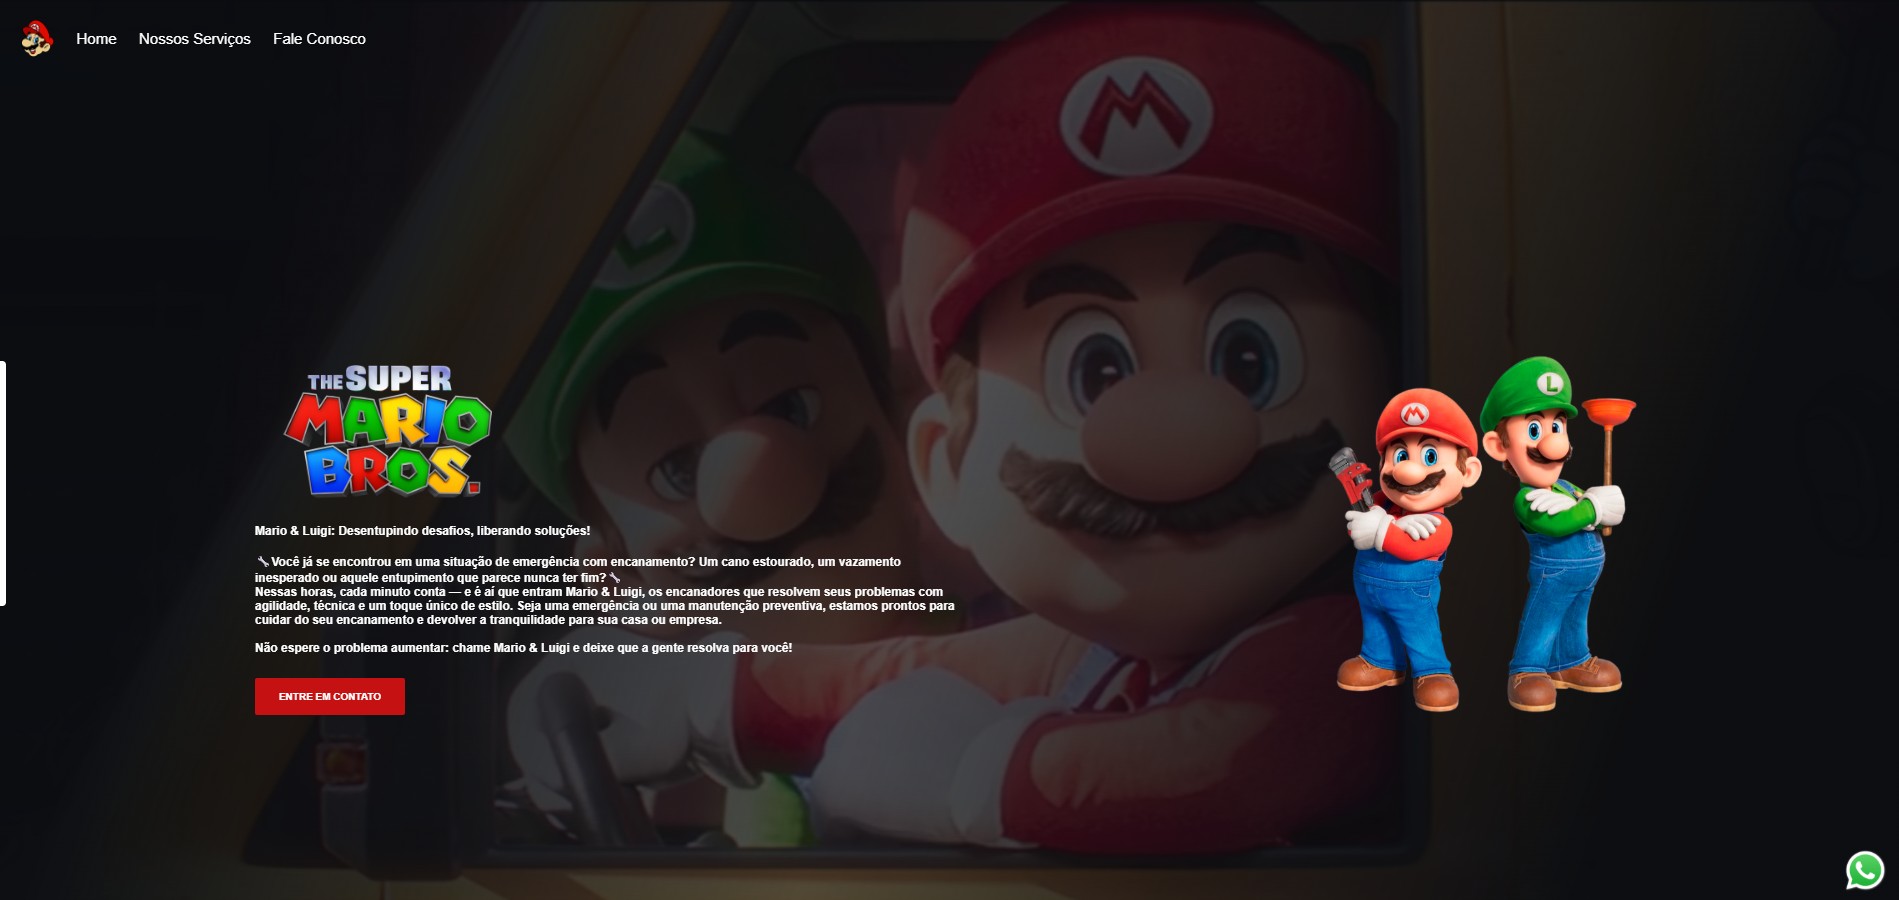 Home Nossos Serviços Fale Conosco
THE SUPER
MARIO
BROS.
Mario & Luigi: Desentupindo desafios, liberando soluções!
🔧Você já se encontrou em uma situação de emergência com encanamento? Um cano estourado, um vazamento
inesperado ou aquele entupimento que parece nunca ter fim?🔧
Nessas horas, cada minuto conta — e é aí que entram Mario & Luigi, os encanadores que resolvem seus problemas com
agilidade, técnica e um toque único de estilo. Seja uma emergência ou uma manutenção preventiva, estamos prontos para
cuidar do seu encanamento e devolver a tranquilidade para sua casa ou empresa.
Não espere o problema aumentar: chame Mario & Luigi e deixe que a gente resolva para você!
ENTRE EM CONTATO
M
L
M
L